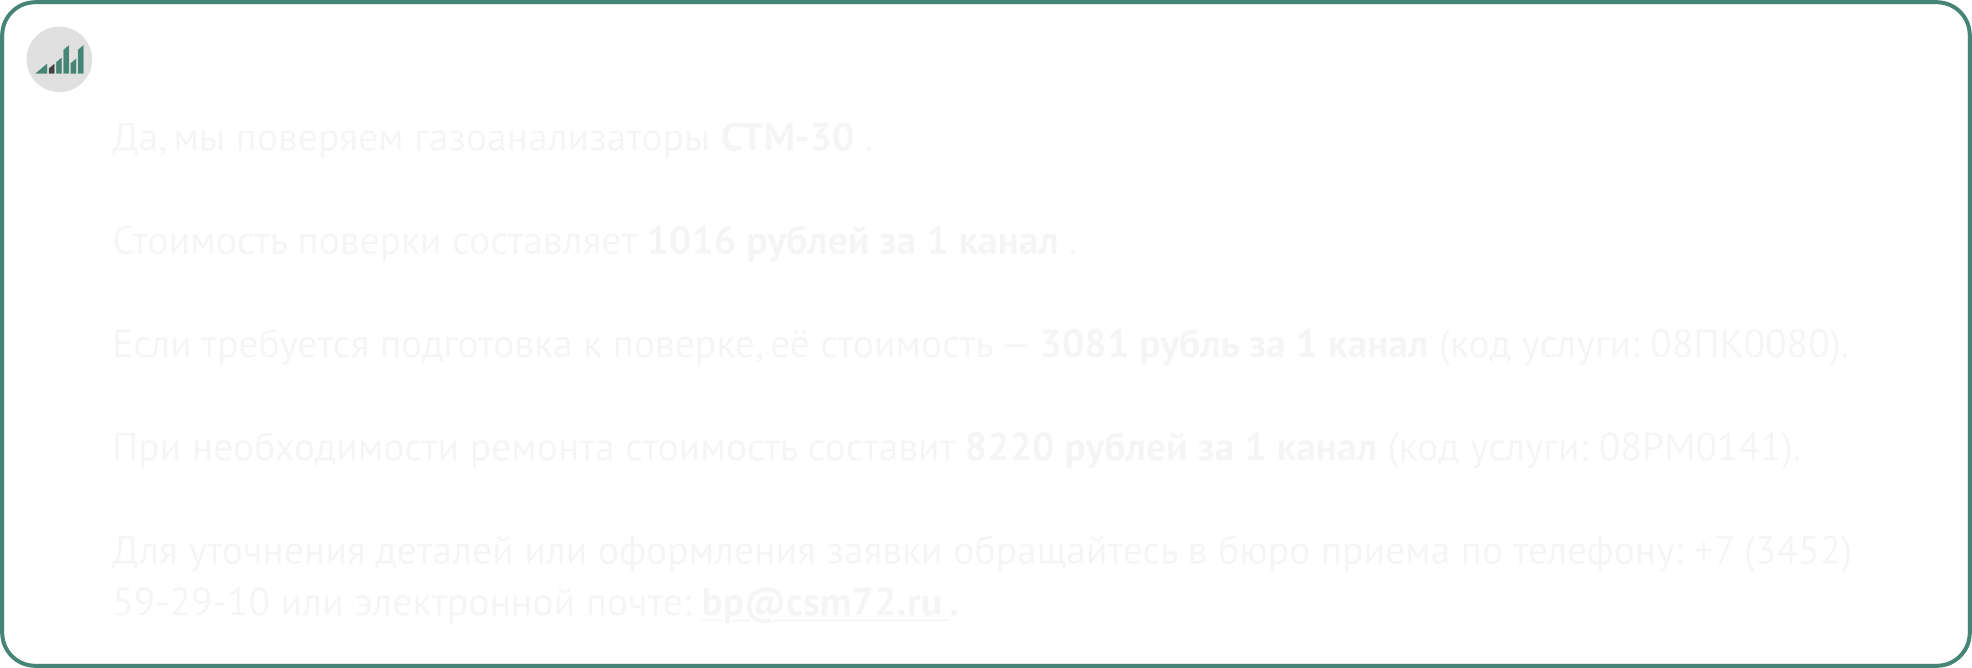 Да, мы поверяем газоанализаторы СТМ-30 .
Стоимость поверки составляет 1016 рублей за 1 канал .
Если требуется подготовка к поверке, её стоимость — 3081 рубль за 1 канал (код услуги: 08ПК0080).
При необходимости ремонта стоимость составит 8220 рублей за 1 канал (код услуги: 08РМ0141).
Для уточнения деталей или оформления заявки обращайтесь в бюро приема по телефону: +7 (3452)
59-29-10 или электронной почте: bp@csm72.ru .